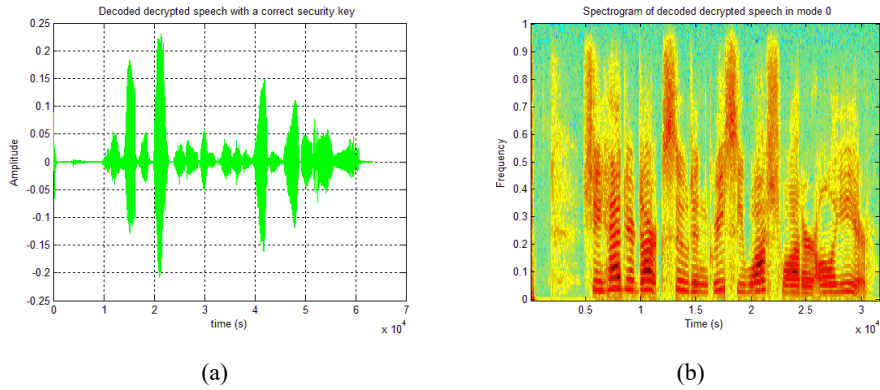 Decoded decrypted speech with a correct security key
0.25
0.2
0.15
0.1
0.05
0
-0.05
-0.1
-0.15
-0.2
-0.25
Amplitude
0 1 2 3 4 5 6 7
time (s)
x 10^4
(a)
Spectrogram of decoded decrypted speech in mode 0
1
0.9
0.8
0.7
0.6
0.5
0.4
0.3
0.2
0.1
0
Frequency
0.5 1 1.5 2 2.5 3
Time (s)
x 10^4
(b)